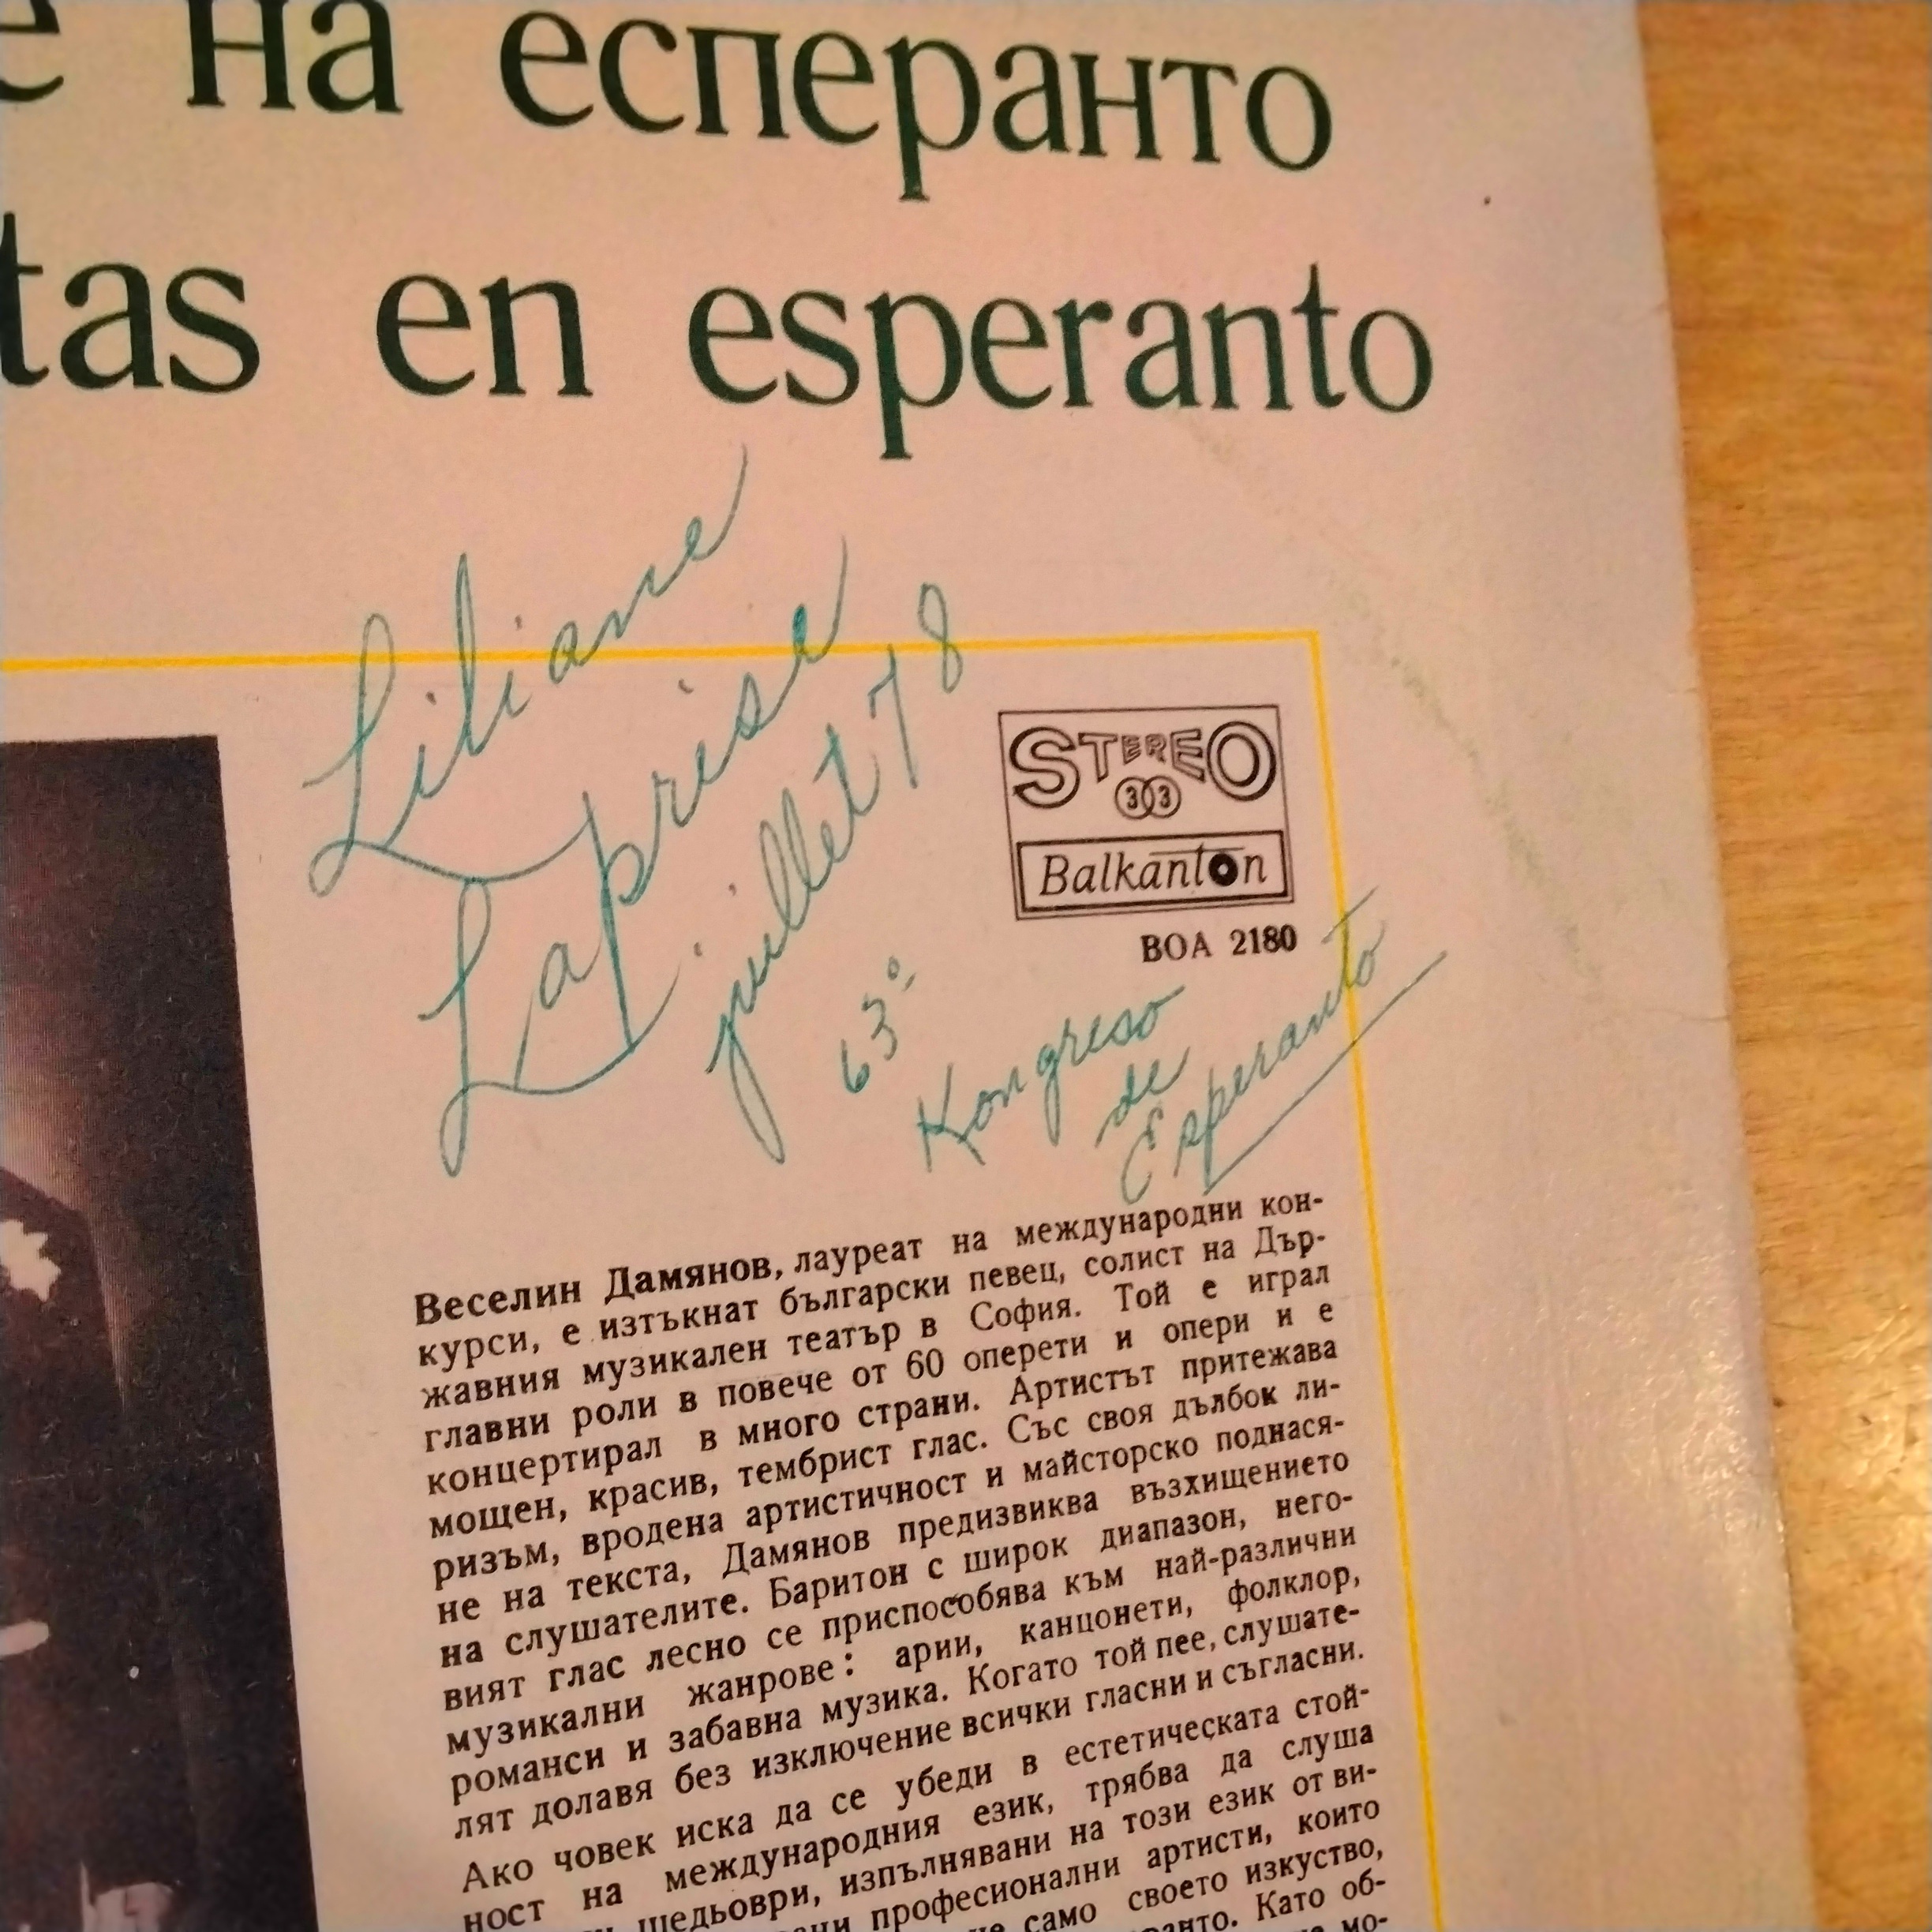 е на есперанто
tas en esperanto
Liliane
Laprise
juillet 78
63º
Kongreso
de
Esperanto
STEREO
33
Balkanton
ВОА 2180
Веселин Дамянов, лауреат на международни кон-
курси, е изтъкнат български певец, солист на Дър-
жавния музикален театър в София. Той е играл
главни роли в повече от 60 оперети и опери и е
концертирал в много страни. Артистът притежава
мощен, красив, тембрист глас. Със своя дълбок ли-
ризъм, вродена артистичност и майсторско поднася-
не на текста, Дамянов предизвиква възхищението
на слушателите. Баритон с широк диапазон, него-
вият глас лесно се приспособява към най-различни
музикални жанрове: арии, канцонети, фолклор,
романси и забавна музика. Когато той пее, слушате-
лят долавя без изключение всички гласни и съгласни.
Ако човек иска да се убеди в естетическата стой-
ност на международния език, трябва да слуша
шедьоври, изпълнявани на този език от ви-
професионални артисти, които
само своето изкуство,
Като об-
мо-